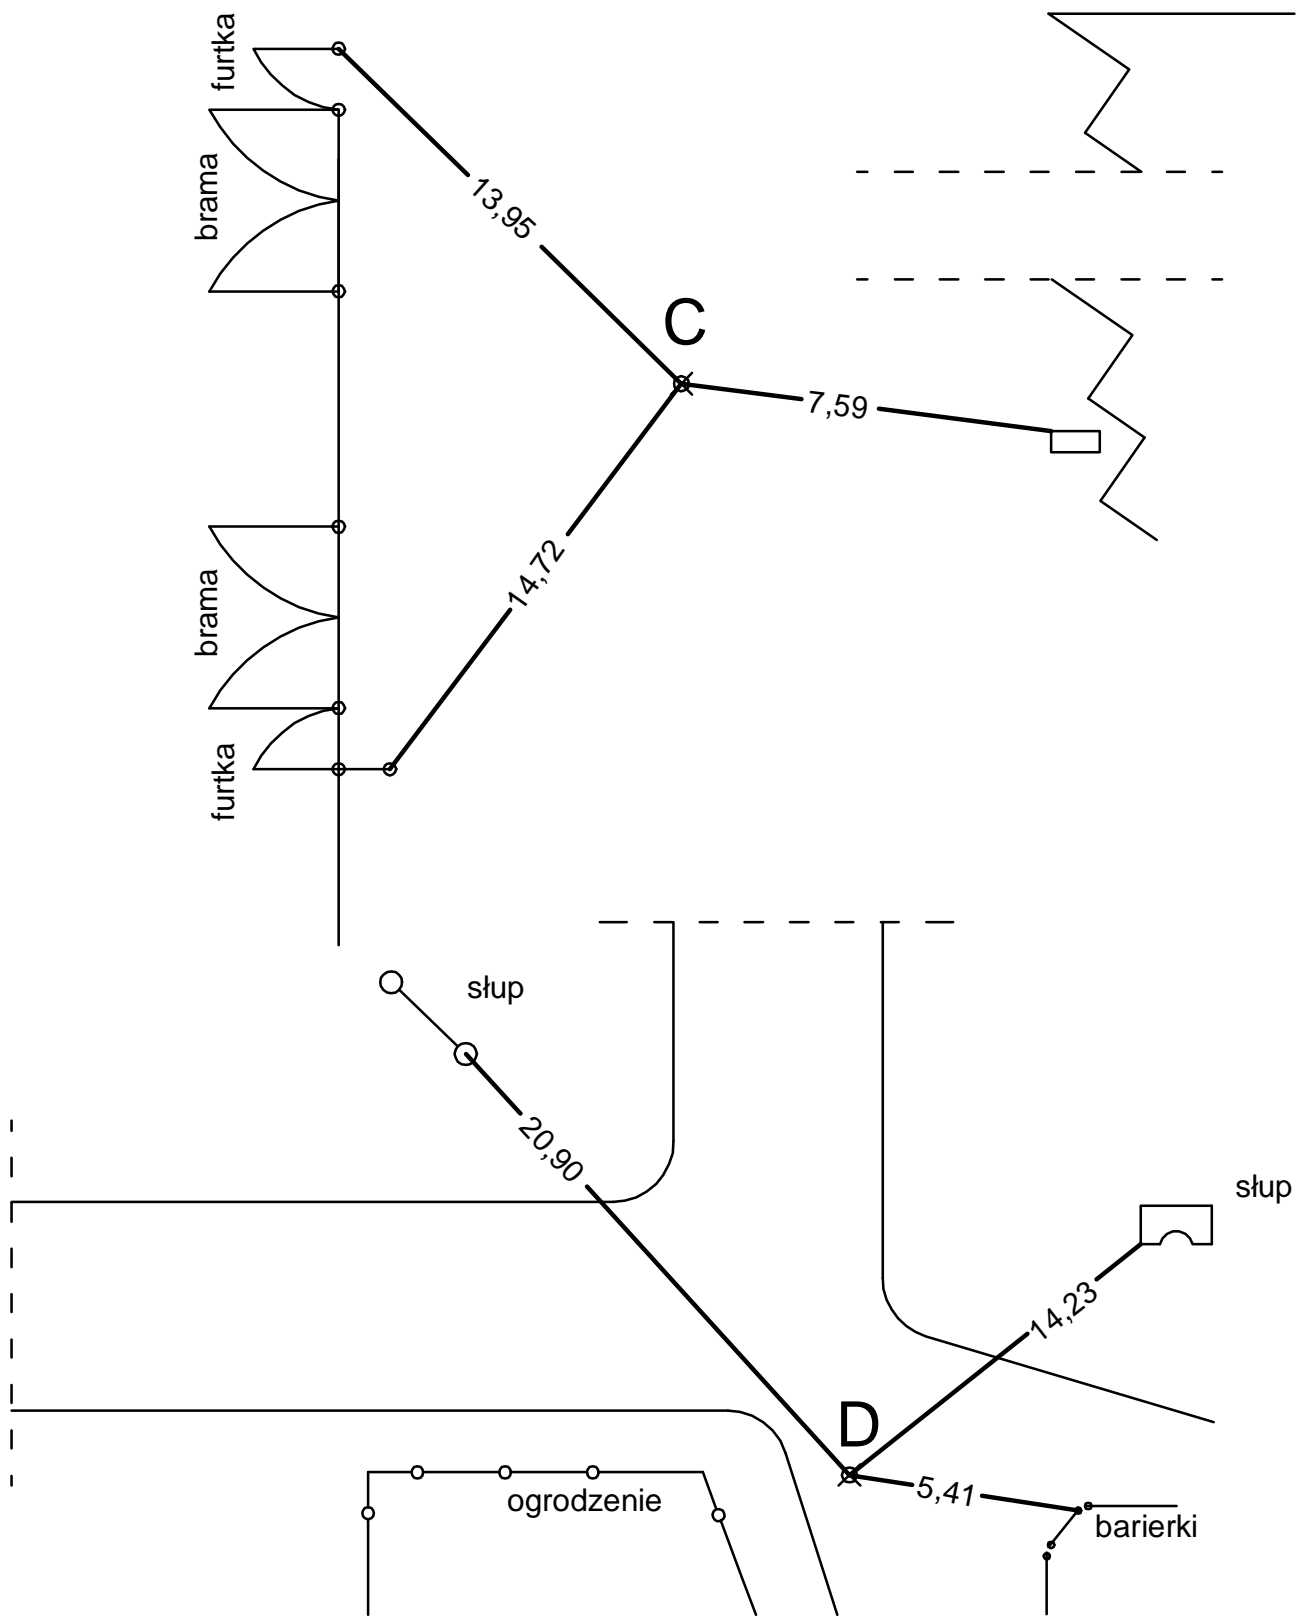 furtka
13,95
brama
C
7,59
14,72
brama
furtka
słup
20,90
słup
14,23
D
5,41
ogrodzenie
barierki